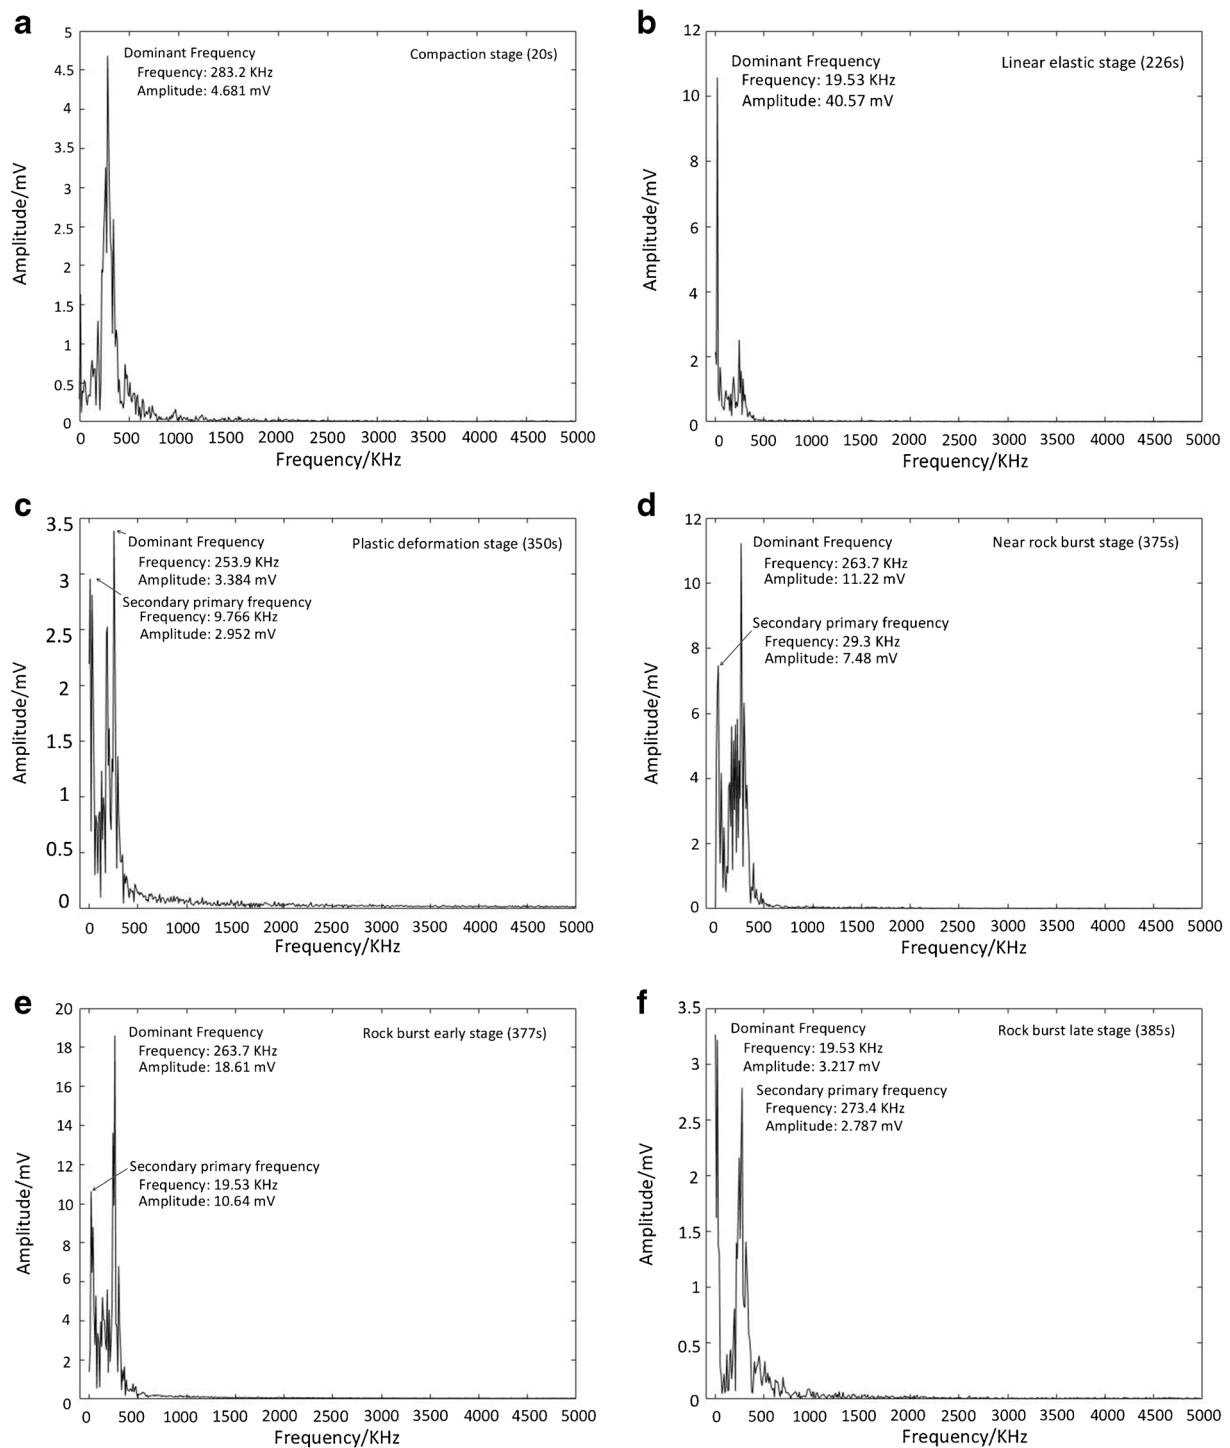 a
5
4.5
4
3.5
3
2.5
2
1.5
1
0.5
0
Amplitude/mV
Dominant Frequency
Frequency: 283.2 KHz
Amplitude: 4.681 mV
Compaction stage (20s)
0 500 1000 1500 2000 2500 3000 3500 4000 4500 5000
Frequency/KHz
b
12
10
8
6
4
2
0
Amplitude/mV
Dominant Frequency
Frequency: 19.53 KHz
Amplitude: 40.57 mV
Linear elastic stage (226s)
0 500 1000 1500 2000 2500 3000 3500 4000 4500 5000
Frequency/KHz
c
3.5
3
2.5
2
1.5
1
0.5
0
Amplitude/mV
Dominant Frequency
Frequency: 253.9 KHz
Amplitude: 3.384 mV
Secondary primary frequency
Frequency: 9.766 KHz
Amplitude: 2.952 mV
Plastic deformation stage (350s)
0 500 1000 1500 2000 2500 3000 3500 4000 4500 5000
Frequency/KHz
d
12
10
8
6
4
2
0
Amplitude/mV
Dominant Frequency
Frequency: 263.7 KHz
Amplitude: 11.22 mV
Secondary primary frequency
Frequency: 29.3 KHz
Amplitude: 7.48 mV
Near rock burst stage (375s)
0 500 1000 1500 2000 2500 3000 3500 4000 4500 5000
Frequency/KHz
e
20
18
16
14
12
10
8
6
4
2
0
Amplitude/mV
Dominant Frequency
Frequency: 263.7 KHz
Amplitude: 18.61 mV
Secondary primary frequency
Frequency: 19.53 KHz
Amplitude: 10.64 mV
Rock burst early stage (377s)
0 500 1000 1500 2000 2500 3000 3500 4000 4500 5000
Frequency/KHz
f
3.5
3
2.5
2
1.5
1
0.5
0
Amplitude/mV
Dominant Frequency
Frequency: 19.53 KHz
Amplitude: 3.217 mV
Secondary primary frequency
Frequency: 273.4 KHz
Amplitude: 2.787 mV
Rock burst late stage (385s)
0 500 1000 1500 2000 2500 3000 3500 4000 4500 5000
Frequency/KHz